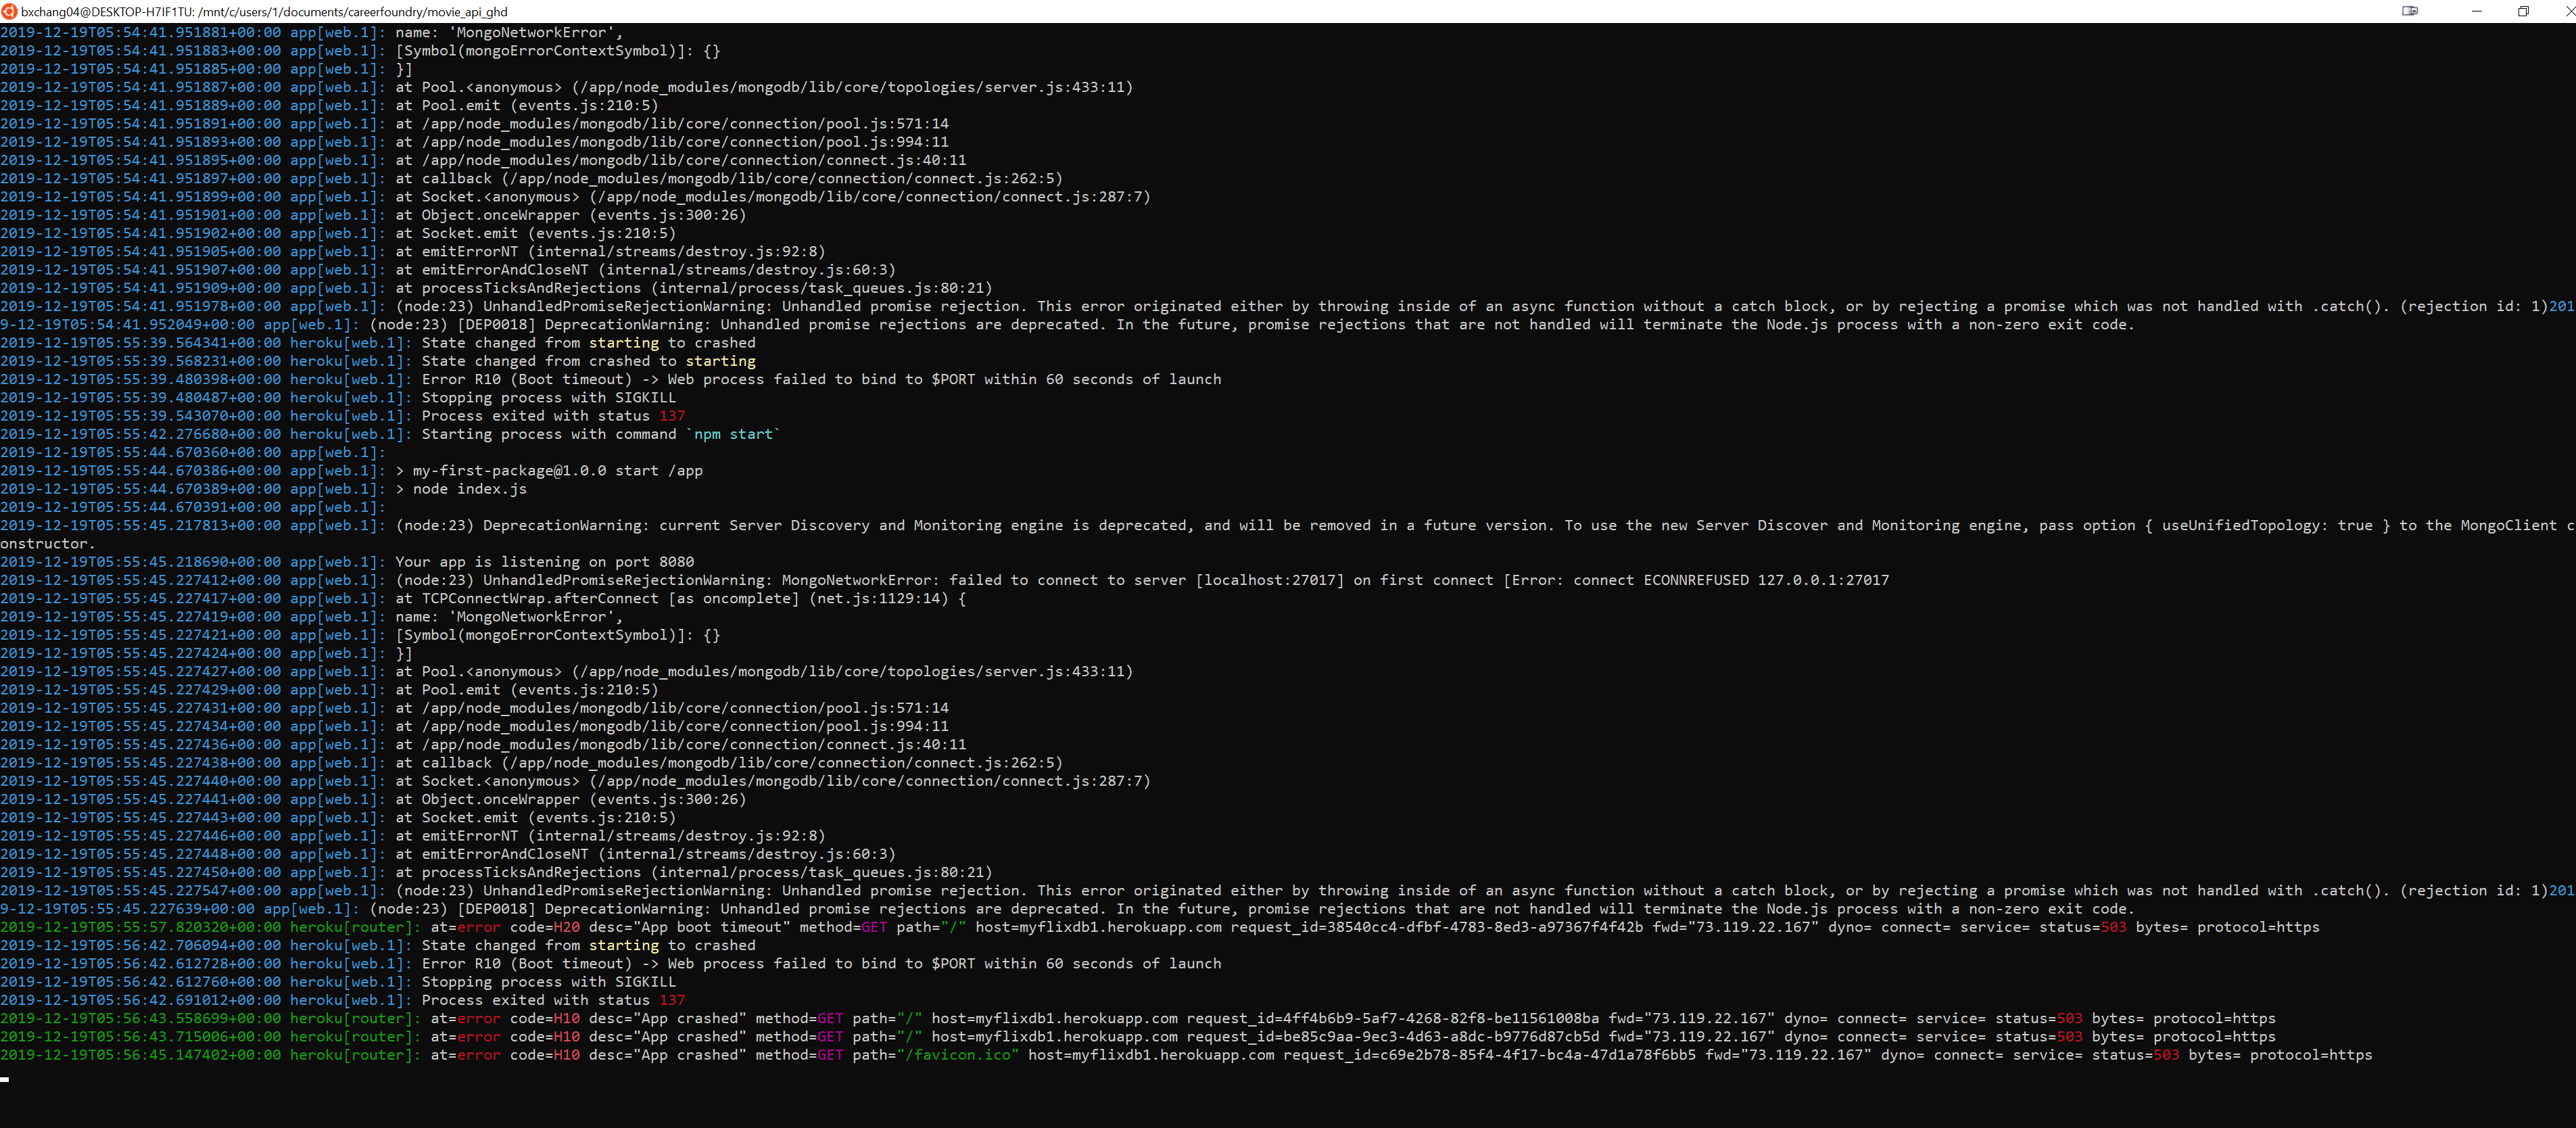 bxchang04@DESKTOP-H7IF1TU: /mnt/c/users/1/documents/careerfoundry/movie_api_ghd
2019-12-19T05:54:41.951881+00:00 app[web.1]: name: 'MongoNetworkError',
2019-12-19T05:54:41.951883+00:00 app[web.1]: [Symbol(mongoErrorContextSymbol)]: {}
2019-12-19T05:54:41.951885+00:00 app[web.1]: }]
2019-12-19T05:54:41.951887+00:00 app[web.1]: at Pool.<anonymous> (/app/node_modules/mongodb/lib/core/topologies/server.js:433:11)
2019-12-19T05:54:41.951889+00:00 app[web.1]: at Pool.emit (events.js:210:5)
2019-12-19T05:54:41.951891+00:00 app[web.1]: at /app/node_modules/mongodb/lib/core/connection/pool.js:571:14
2019-12-19T05:54:41.951893+00:00 app[web.1]: at /app/node_modules/mongodb/lib/core/connection/pool.js:994:11
2019-12-19T05:54:41.951895+00:00 app[web.1]: at /app/node_modules/mongodb/lib/core/connection/connect.js:40:11
2019-12-19T05:54:41.951897+00:00 app[web.1]: at callback (/app/node_modules/mongodb/lib/core/connection/connect.js:262:5)
2019-12-19T05:54:41.951899+00:00 app[web.1]: at Socket.<anonymous> (/app/node_modules/mongodb/lib/core/connection/connect.js:287:7)
2019-12-19T05:54:41.951901+00:00 app[web.1]: at Object.onceWrapper (events.js:300:26)
2019-12-19T05:54:41.951902+00:00 app[web.1]: at Socket.emit (events.js:210:5)
2019-12-19T05:54:41.951905+00:00 app[web.1]: at emitErrorNT (internal/streams/destroy.js:92:8)
2019-12-19T05:54:41.951907+00:00 app[web.1]: at emitErrorAndCloseNT (internal/streams/destroy.js:60:3)
2019-12-19T05:54:41.951909+00:00 app[web.1]: at processTicksAndRejections (internal/process/task_queues.js:80:21)
2019-12-19T05:54:41.951978+00:00 app[web.1]: (node:23) UnhandledPromiseRejectionWarning: Unhandled promise rejection. This error originated either by throwing inside of an async function without a catch block, or by rejecting a promise which was not handled with .catch(). (rejection id: 1)201
9-12-19T05:54:41.952049+00:00 app[web.1]: (node:23) [DEP0018] DeprecationWarning: Unhandled promise rejections are deprecated. In the future, promise rejections that are not handled will terminate the Node.js process with a non-zero exit code.
2019-12-19T05:55:39.564341+00:00 heroku[web.1]: State changed from starting to crashed
2019-12-19T05:55:39.568231+00:00 heroku[web.1]: State changed from crashed to starting
2019-12-19T05:55:39.480398+00:00 heroku[web.1]: Error R10 (Boot timeout) -> Web process failed to bind to $PORT within 60 seconds of launch
2019-12-19T05:55:39.480487+00:00 heroku[web.1]: Stopping process with SIGKILL
2019-12-19T05:55:39.543070+00:00 heroku[web.1]: Process exited with status 137
2019-12-19T05:55:42.276680+00:00 heroku[web.1]: Starting process with command `npm start`
2019-12-19T05:55:44.670360+00:00 app[web.1]:
2019-12-19T05:55:44.670386+00:00 app[web.1]: > my-first-package@1.0.0 start /app
2019-12-19T05:55:44.670389+00:00 app[web.1]: > node index.js
2019-12-19T05:55:44.670391+00:00 app[web.1]:
2019-12-19T05:55:45.217813+00:00 app[web.1]: (node:23) DeprecationWarning: current Server Discovery and Monitoring engine is deprecated, and will be removed in a future version. To use the new Server Discover and Monitoring engine, pass option { useUnifiedTopology: true } to the MongoClient c
onstructor.
2019-12-19T05:55:45.218690+00:00 app[web.1]: Your app is listening on port 8080
2019-12-19T05:55:45.227412+00:00 app[web.1]: (node:23) UnhandledPromiseRejectionWarning: MongoNetworkError: failed to connect to server [localhost:27017] on first connect [Error: connect ECONNREFUSED 127.0.0.1:27017
2019-12-19T05:55:45.227417+00:00 app[web.1]: at TCPConnectWrap.afterConnect [as oncomplete] (net.js:1129:14) {
2019-12-19T05:55:45.227419+00:00 app[web.1]: name: 'MongoNetworkError',
2019-12-19T05:55:45.227421+00:00 app[web.1]: [Symbol(mongoErrorContextSymbol)]: {}
2019-12-19T05:55:45.227424+00:00 app[web.1]: }]
2019-12-19T05:55:45.227427+00:00 app[web.1]: at Pool.<anonymous> (/app/node_modules/mongodb/lib/core/topologies/server.js:433:11)
2019-12-19T05:55:45.227429+00:00 app[web.1]: at Pool.emit (events.js:210:5)
2019-12-19T05:55:45.227431+00:00 app[web.1]: at /app/node_modules/mongodb/lib/core/connection/pool.js:571:14
2019-12-19T05:55:45.227434+00:00 app[web.1]: at /app/node_modules/mongodb/lib/core/connection/pool.js:994:11
2019-12-19T05:55:45.227436+00:00 app[web.1]: at /app/node_modules/mongodb/lib/core/connection/connect.js:40:11
2019-12-19T05:55:45.227438+00:00 app[web.1]: at callback (/app/node_modules/mongodb/lib/core/connection/connect.js:262:5)
2019-12-19T05:55:45.227440+00:00 app[web.1]: at Socket.<anonymous> (/app/node_modules/mongodb/lib/core/connection/connect.js:287:7)
2019-12-19T05:55:45.227441+00:00 app[web.1]: at Object.onceWrapper (events.js:300:26)
2019-12-19T05:55:45.227443+00:00 app[web.1]: at Socket.emit (events.js:210:5)
2019-12-19T05:55:45.227446+00:00 app[web.1]: at emitErrorNT (internal/streams/destroy.js:92:8)
2019-12-19T05:55:45.227448+00:00 app[web.1]: at emitErrorAndCloseNT (internal/streams/destroy.js:60:3)
2019-12-19T05:55:45.227450+00:00 app[web.1]: at processTicksAndRejections (internal/process/task_queues.js:80:21)
2019-12-19T05:55:45.227547+00:00 app[web.1]: (node:23) UnhandledPromiseRejectionWarning: Unhandled promise rejection. This error originated either by throwing inside of an async function without a catch block, or by rejecting a promise which was not handled with .catch(). (rejection id: 1)201
9-12-19T05:55:45.227639+00:00 app[web.1]: (node:23) [DEP0018] DeprecationWarning: Unhandled promise rejections are deprecated. In the future, promise rejections that are not handled will terminate the Node.js process with a non-zero exit code.
2019-12-19T05:55:57.820320+00:00 heroku[router]: at=error code=H20 desc="App boot timeout" method=GET path="/" host=myflixdb1.herokuapp.com request_id=38540cc4-dfbf-4783-8ed3-a97367f4f42b fwd="73.119.22.167" dyno= connect= service= status=503 bytes= protocol=https
2019-12-19T05:56:42.706094+00:00 heroku[web.1]: State changed from starting to crashed
2019-12-19T05:56:42.612728+00:00 heroku[web.1]: Error R10 (Boot timeout) -> Web process failed to bind to $PORT within 60 seconds of launch
2019-12-19T05:56:42.612760+00:00 heroku[web.1]: Stopping process with SIGKILL
2019-12-19T05:56:42.691012+00:00 heroku[web.1]: Process exited with status 137
2019-12-19T05:56:43.558699+00:00 heroku[router]: at=error code=H10 desc="App crashed" method=GET path="/" host=myflixdb1.herokuapp.com request_id=4ff4b6b9-5af7-4268-82f8-be11561008ba fwd="73.119.22.167" dyno= connect= service= status=503 bytes= protocol=https
2019-12-19T05:56:43.715006+00:00 heroku[router]: at=error code=H10 desc="App crashed" method=GET path="/" host=myflixdb1.herokuapp.com request_id=be85c9aa-9ec3-4d63-a8dc-b9776d87cb5d fwd="73.119.22.167" dyno= connect= service= status=503 bytes= protocol=https
2019-12-19T05:56:45.147402+00:00 heroku[router]: at=error code=H10 desc="App crashed" method=GET path="/favicon.ico" host=myflixdb1.herokuapp.com request_id=c69e2b78-85f4-4f17-bc4a-47d1a78f6bb5 fwd="73.119.22.167" dyno= connect= service= status=503 bytes= protocol=https